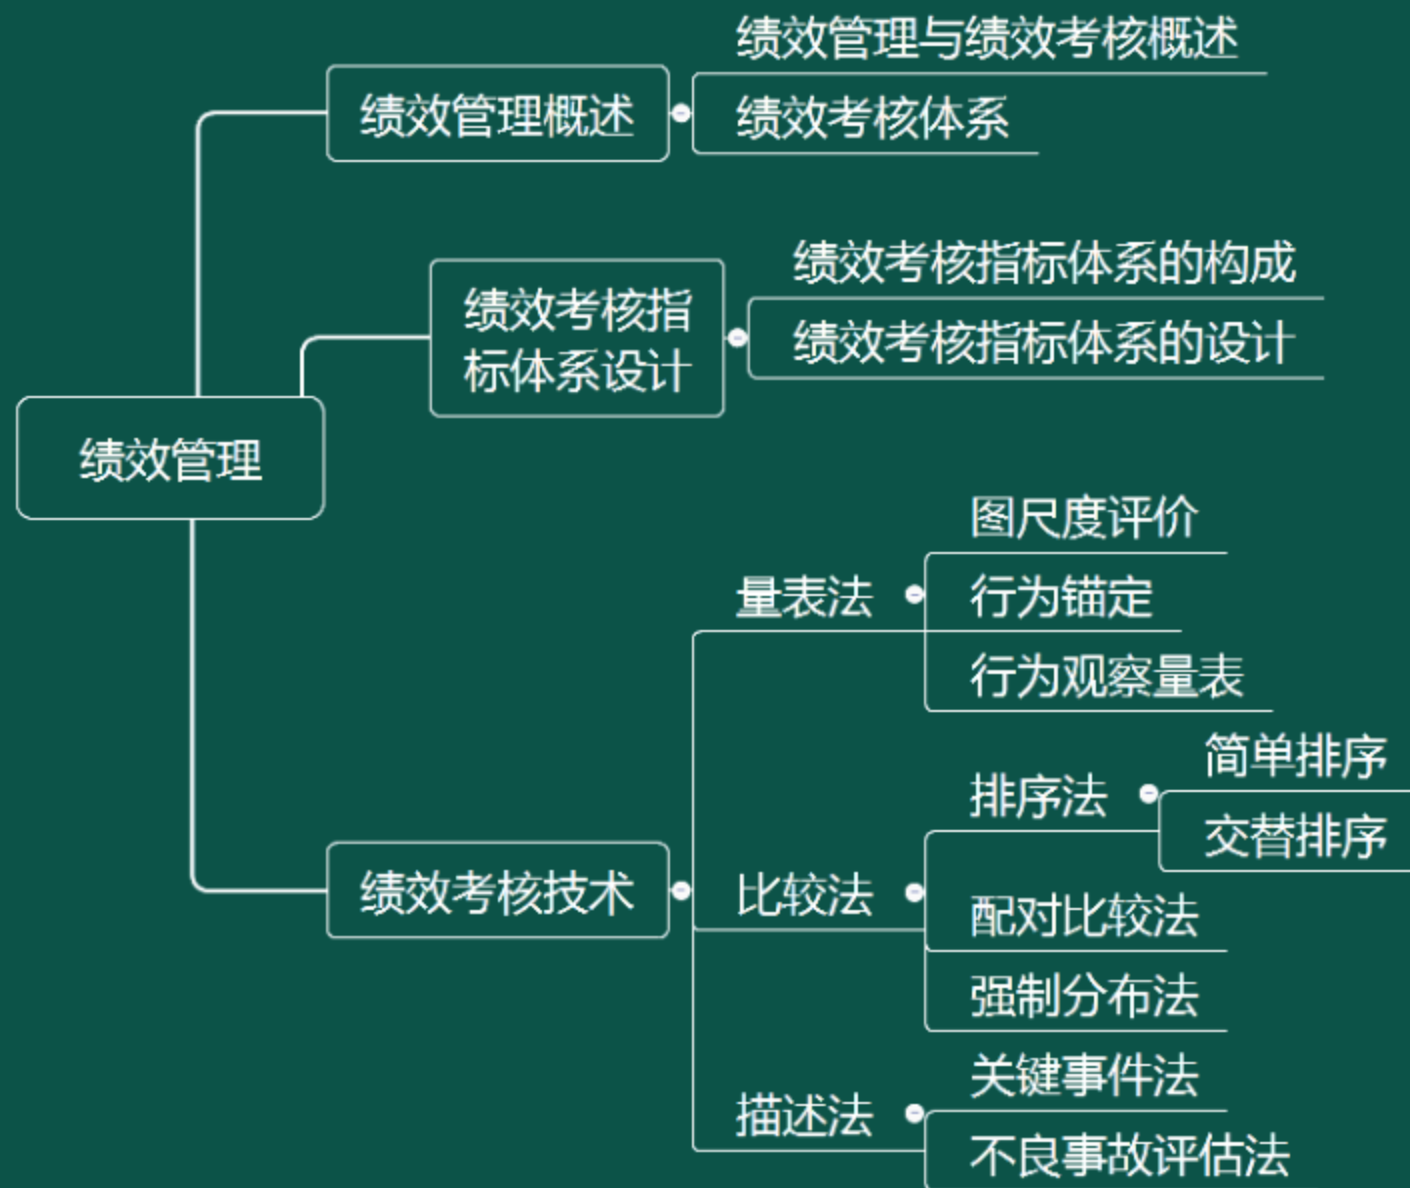 绩效管理与绩效考核概述
绩效管理概述
绩效考核体系
绩效考核指标体系的构成
绩效考核指
标体系设计
绩效考核指标体系的设计
绩效管理
图尺度评价
量表法
行为锚定
行为观察量表
简单排序
排序法
交替排序
绩效考核技术
比较法
配对比较法
强制分布法
关键事件法
描述法
不良事故评估法